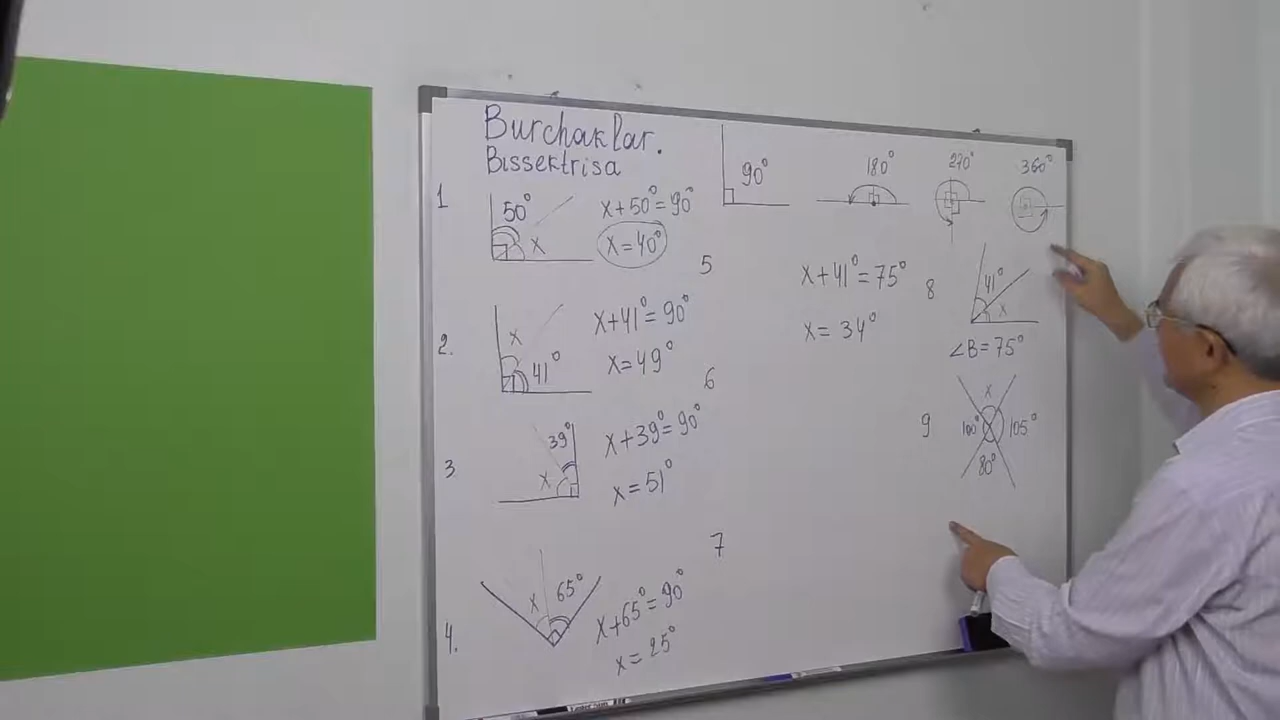 Burchaklar.
Bissektrisa
90°
180°
270°
360°
1
50°
x
x+50°=90°
x=40°
2.
x
41°
x+41°=90°
x=49°
3
39°
x
x+39°=90°
x=51°
4.
x
65°
x+65°=90°
x=25°
5
6
7
x+41°=75°
x=34°
8
41°
x
∠B=75°
9
x
100°
105°
80°